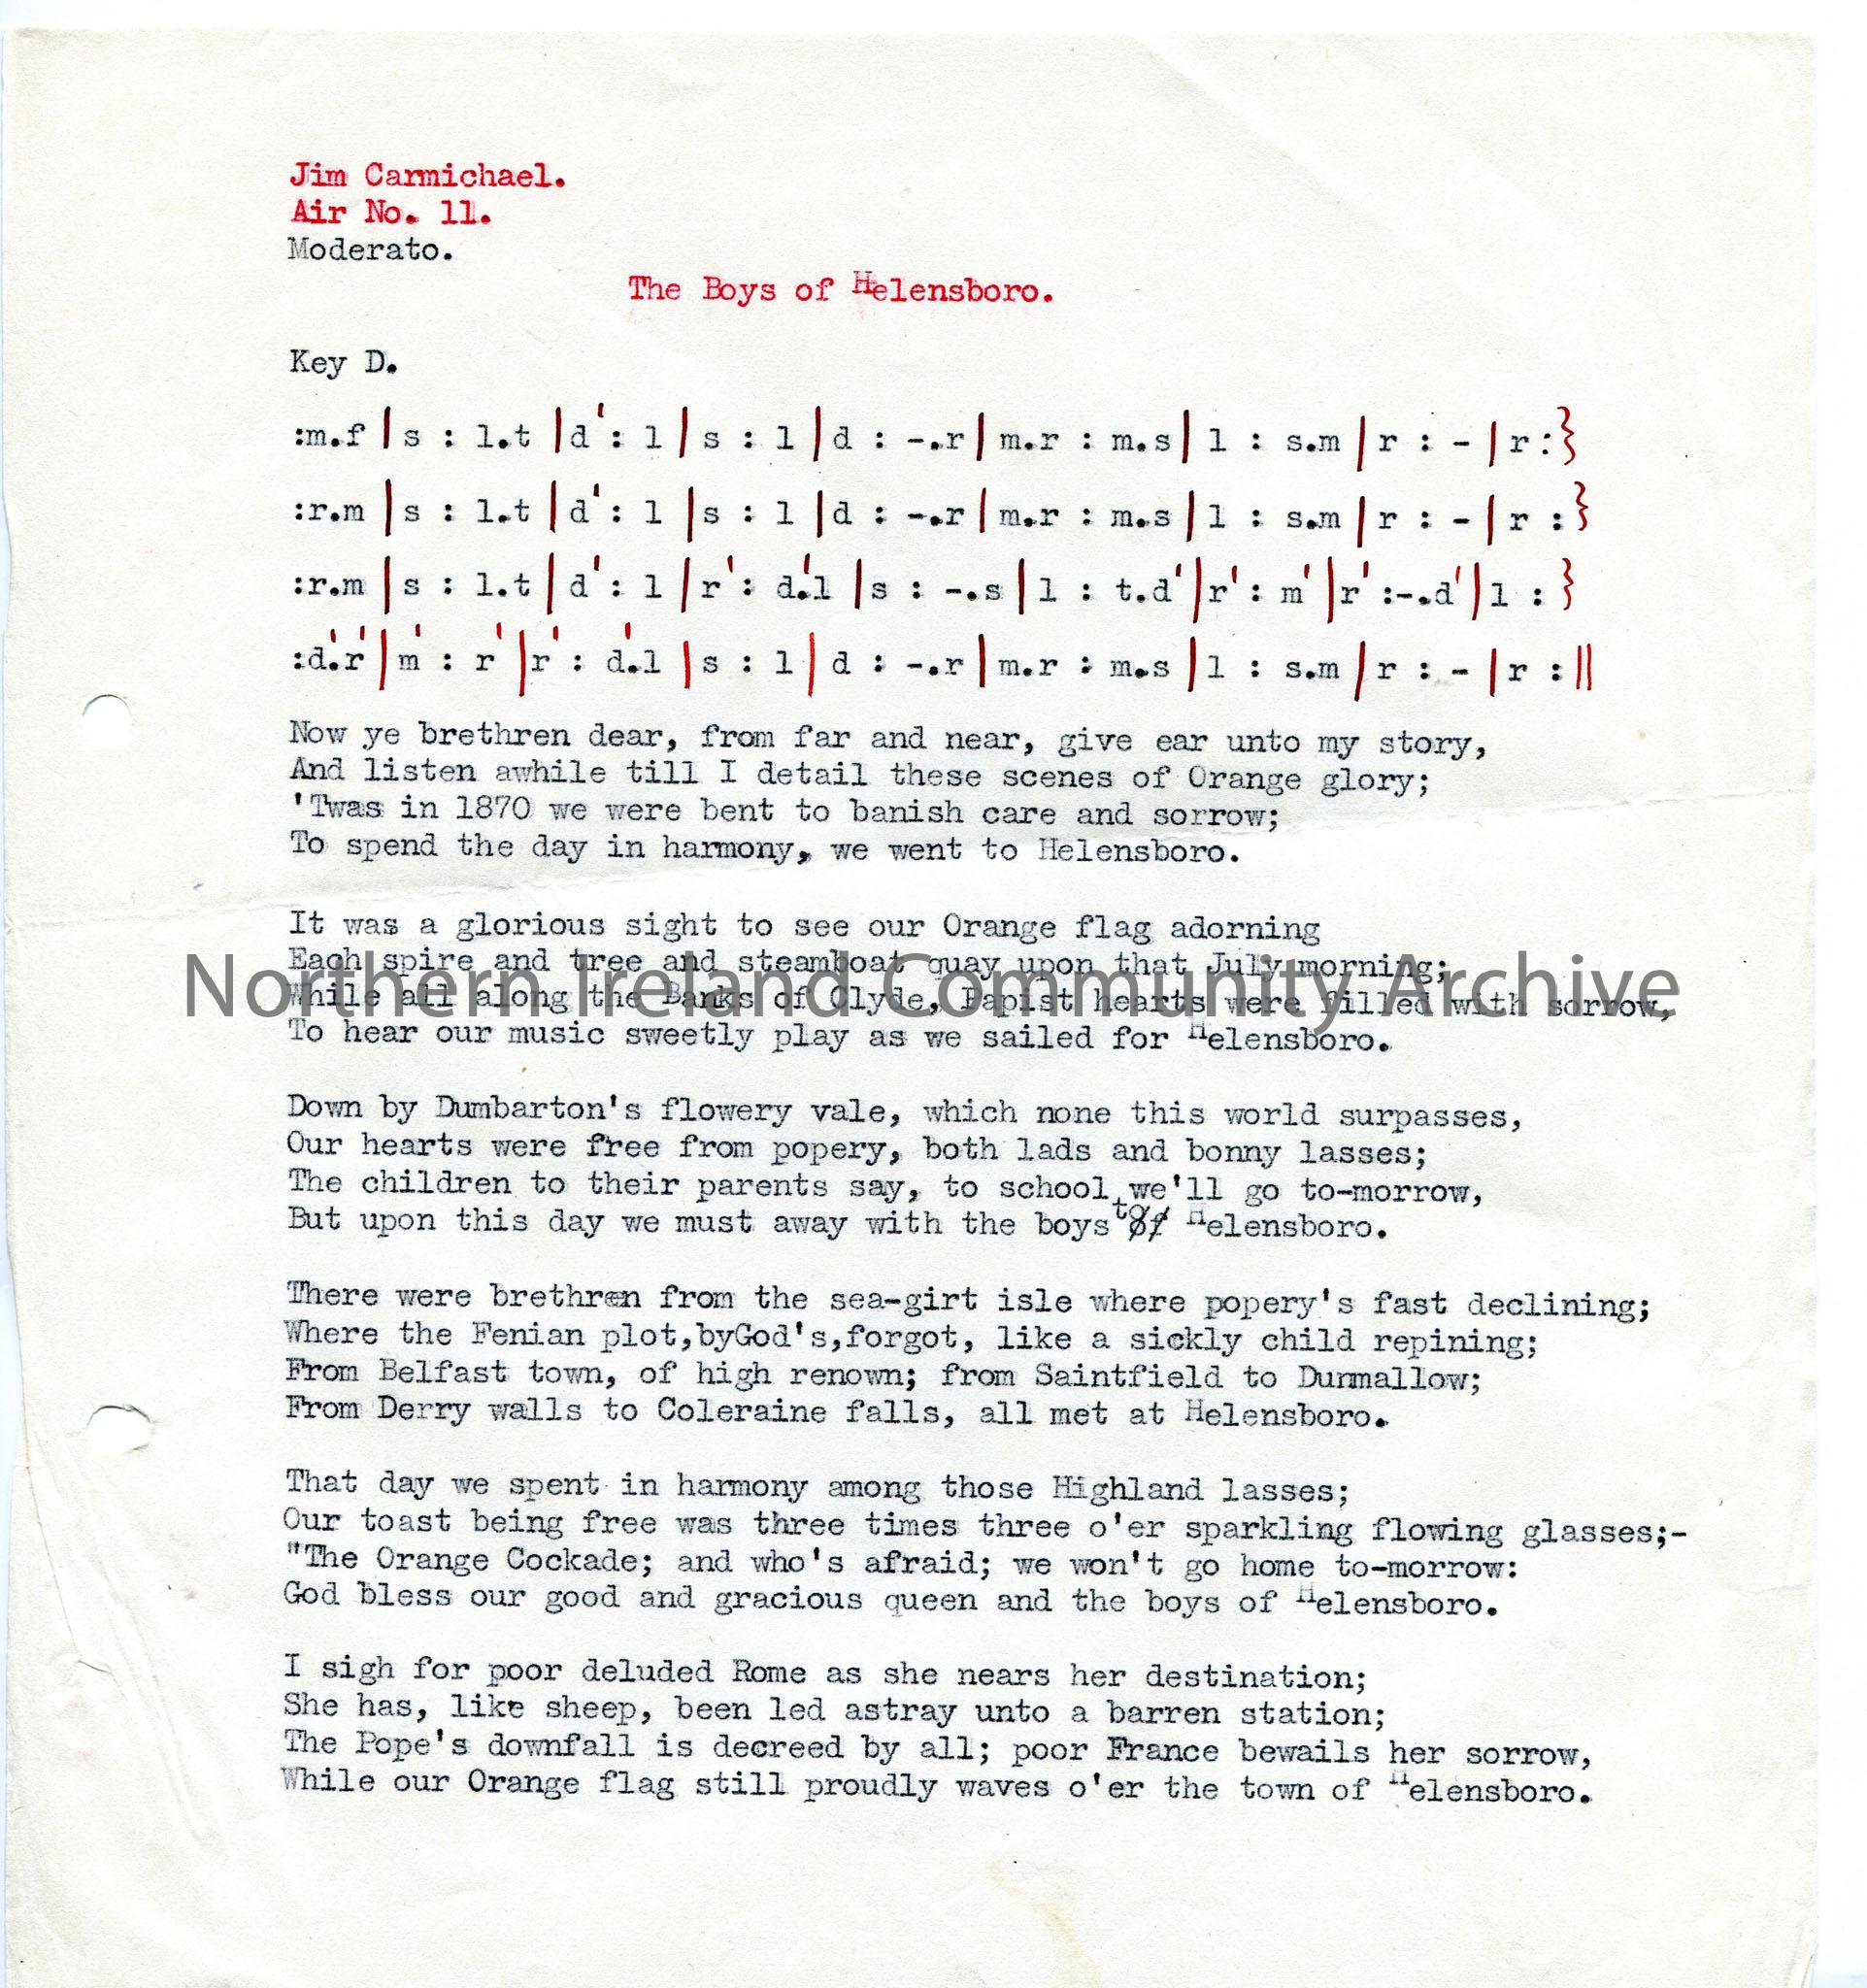 Jim Carmichael.
Air No. 11.
Moderato.
The Boys of Helensboro.
Key D.
:m.f | s : l.t | d' : l | s : l | d : -.r | m.r : m.s | l : s.m | r : - | r :}
:r.m | s : l.t | d' : l | s : l | d : -.r | m.r : m.s | l : s.m | r : - | r :}
:r.m | s : l.t | d' : l | r' : d'.l | s : -.s | l : t.d' | r' : m' | r' :-.d' | l :}
:d'.r' | m' : r' | r' : d'.l | s : l | d : -.r | m.r : m.s | l : s.m | r : - | r :||
Now ye brethren dear, from far and near, give ear unto my story,
And listen awhile till I detail these scenes of Orange glory;
'Twas in 1870 we were bent to banish care and sorrow;
To spend the day in harmony, we went to Helensboro.
It was a glorious sight to see our Orange flag adorning
Each spire and tree and steamboat quay upon that July morning;
Northern Ireland Community Archive
While all along the Banks of Clyde, Papist hearts were filled with sorrow,
To hear our music sweetly play as we sailed for Helensboro.
Down by Dumbarton's flowery vale, which none this world surpasses,
Our hearts were free from popery, both lads and bonny lasses;
The children to their parents say, to school we'll go to-morrow,
But upon this day we must away with the boys to of Helensboro.
There were brethren from the sea-girt isle where popery's fast declining;
Where the Fenian plot,byGod's,forgot, like a sickly child repining;
From Belfast town, of high renown; from Saintfield to Dunmallow;
From Derry walls to Coleraine falls, all met at Helensboro.
That day we spent in harmony among those Highland lasses;
Our toast being free was three times three o'er sparkling flowing glasses;-
"The Orange Cockade; and who's afraid; we won't go home to-morrow:
God bless our good and gracious queen and the boys of Helensboro.
I sigh for poor deluded Rome as she nears her destination;
She has, like sheep, been led astray unto a barren station;
The Pope's downfall is decreed by all; poor France bewails her sorrow,
While our Orange flag still proudly waves o'er the town of Helensboro.